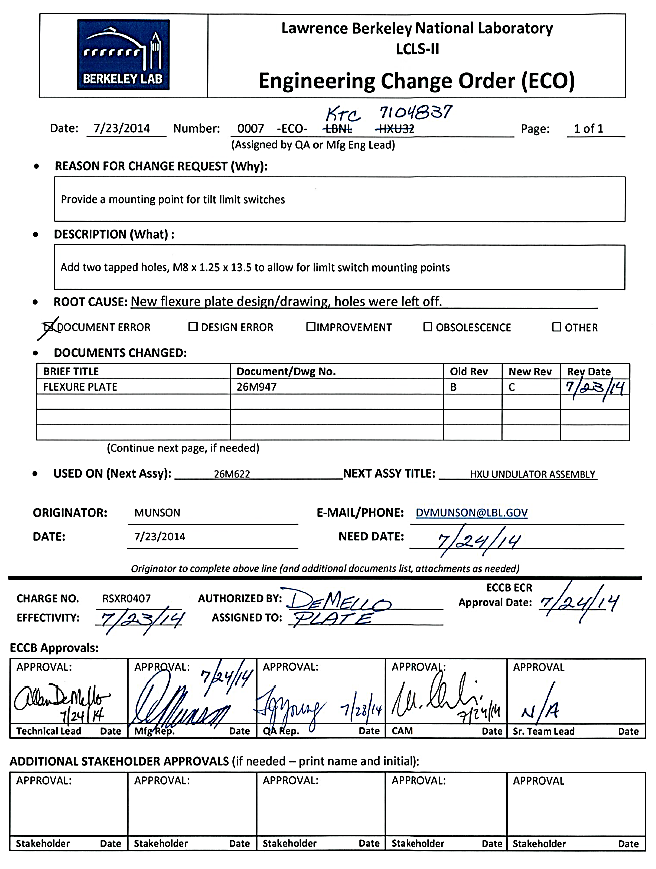 BERKELEY LAB
Lawrence Berkeley National Laboratory
LCLS-II
Engineering Change Order (ECO)
KTC 7104837
Date: 7/23/2014 Number: 0007 -ECO- LBNL -HXU32 Page: 1 of 1
(Assigned by QA or Mfg Eng Lead)
• REASON FOR CHANGE REQUEST (Why):
Provide a mounting point for tilt limit switches
• DESCRIPTION (What) :
Add two tapped holes, M8 x 1.25 x 13.5 to allow for limit switch mounting points
• ROOT CAUSE: New flexure plate design/drawing, holes were left off.
☒DOCUMENT ERROR ☐ DESIGN ERROR ☐IMPROVEMENT ☐ OBSOLESCENCE ☐ OTHER
• DOCUMENTS CHANGED:
BRIEF TITLE Document/Dwg No. Old Rev New Rev Rev Date
FLEXURE PLATE 26M947 B C 7/23/14
(Continue next page, if needed)
• USED ON (Next Assy): 26M622 NEXT ASSY TITLE: HXU UNDULATOR ASSEMBLY
ORIGINATOR: MUNSON E-MAIL/PHONE: DVMUNSON@LBL.GOV
DATE: 7/23/2014 NEED DATE: 7/24/14
Originator to complete above line (and additional documents list, attachments as needed)
CHARGE NO. RSXR0407 AUTHORIZED BY: DEMELLO ECCB ECR Approval Date: 7/24/14
EFFECTIVITY: 7/23/14 ASSIGNED TO: PLATE
ECCB Approvals:
APPROVAL: APPROVAL: APPROVAL: APPROVAL: APPROVAL
Allan DeMello 7/24/14 DMunson 7/24/14 JgYoung 7/23/14 7/24/14 N/A
Technical Lead Date Mfg Rep. Date QA Rep. Date CAM Date Sr. Team Lead Date
ADDITIONAL STAKEHOLDER APPROVALS (if needed – print name and initial):
APPROVAL: APPROVAL: APPROVAL: APPROVAL: APPROVAL
Stakeholder Date Stakeholder Date Stakeholder Date Stakeholder Date Stakeholder Date